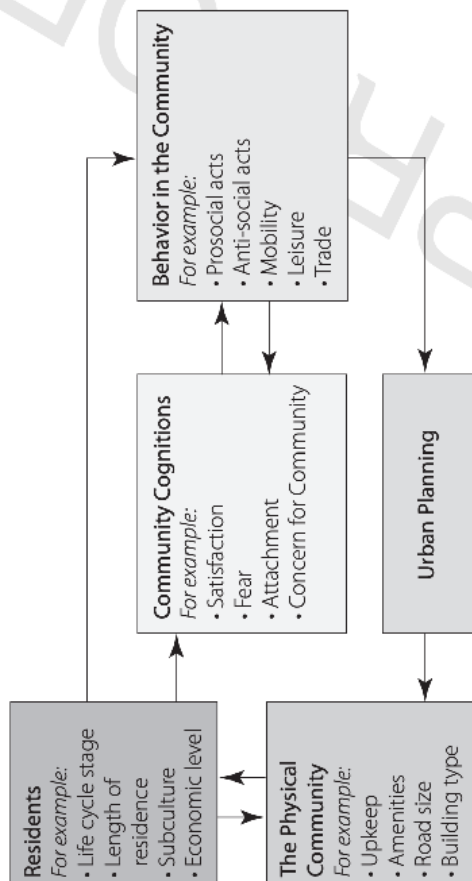 Residents
For example:
• Life cycle stage
• Length of
residence
• Subculture
• Economic level
The Physical
Community
For example:
• Upkeep
• Amenities
• Road size
• Building type
Community Cognitions
For example:
• Satisfaction
• Fear
• Attachment
• Concern for Community
Urban Planning
Behavior in the Community
For example:
• Prosocial acts
• Anti-social acts
• Mobility
• Leisure
• Trade